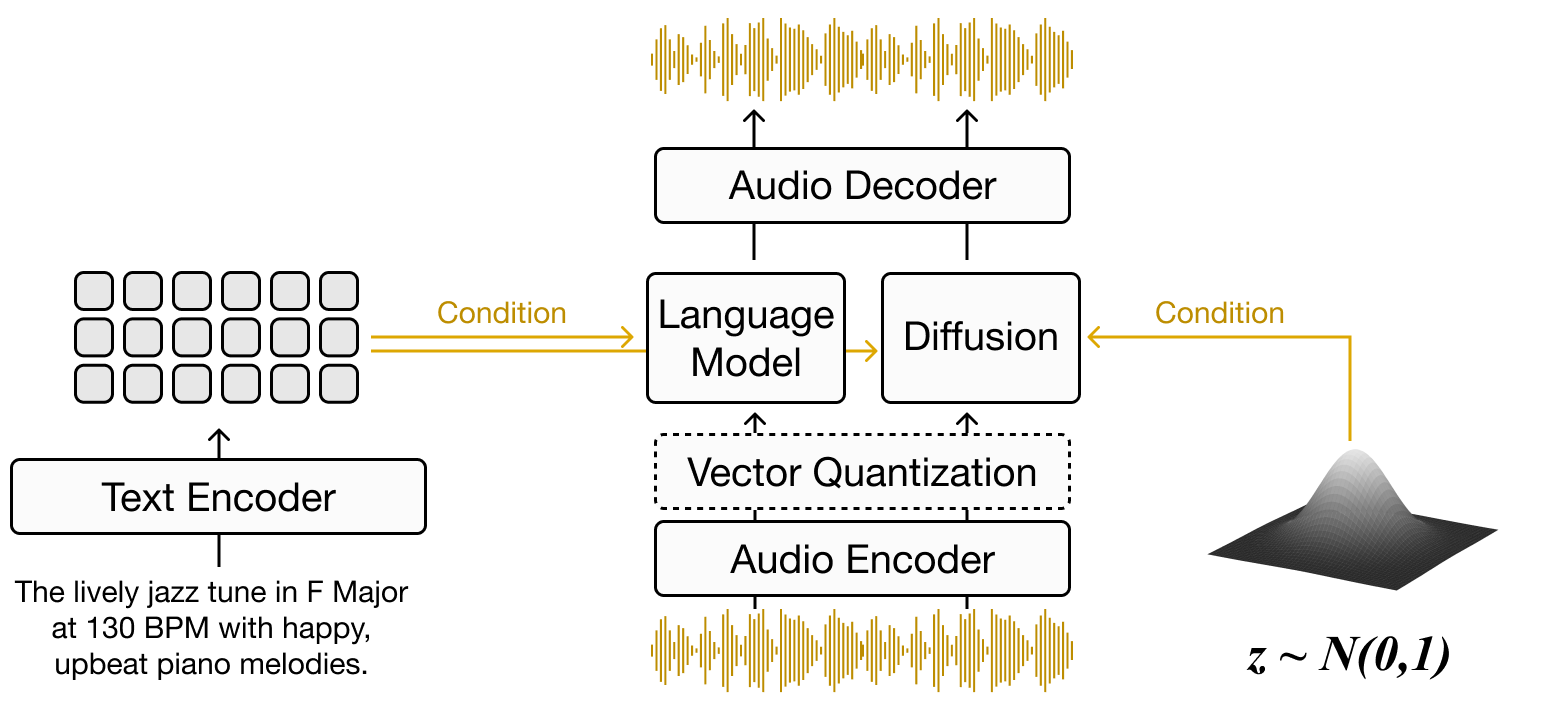 Audio Decoder
Condition
Language
Model
Diffusion
Condition
Vector Quantization
Text Encoder
Audio Encoder
The lively jazz tune in F Major
at 130 BPM with happy,
upbeat piano melodies.
z ~ N(0,1)